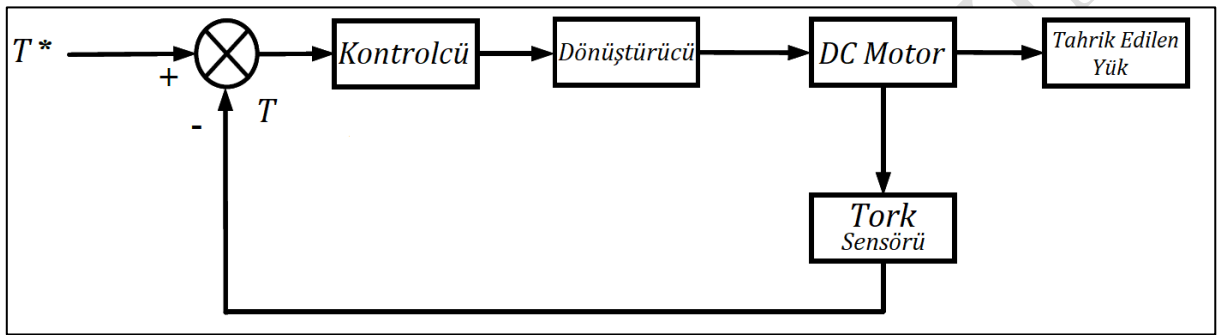 T *
+
-
T
Kontrolcü
Dönüştürücü
DC Motor
Tahrik Edilen
Yük
Tork
Sensörü